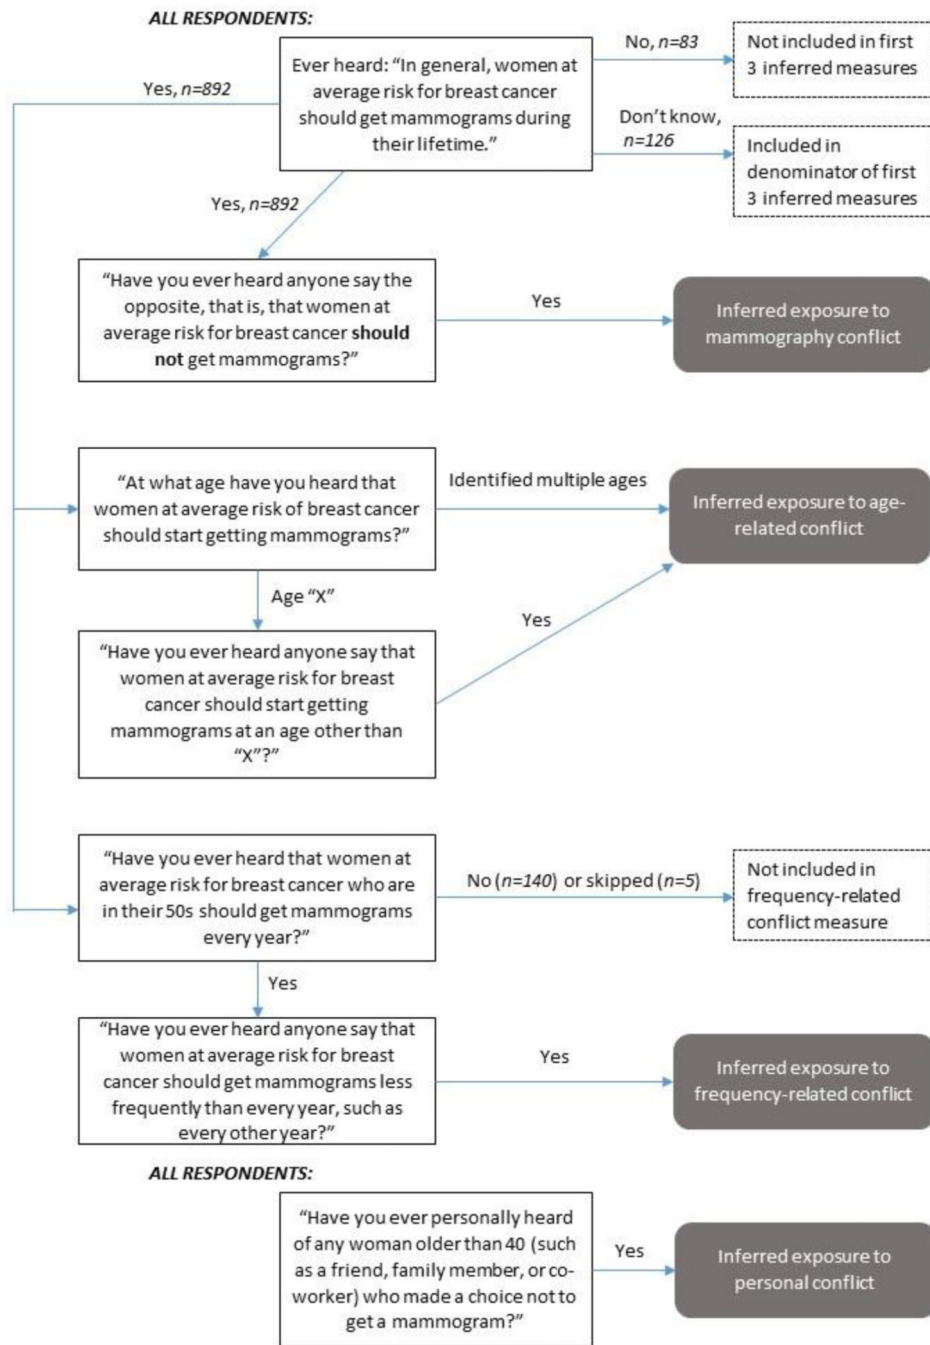 ALL RESPONDENTS:
Ever heard: “In general, women at
average risk for breast cancer
should get mammograms during
their lifetime.”
No, n=83
Not included in first
3 inferred measures
Yes, n=892
Don’t know,
n=126
Included in
denominator of first
3 inferred measures
Yes, n=892
“Have you ever heard anyone say the
opposite, that is, that women at
average risk for breast cancer should
not get mammograms?”
Yes
Inferred exposure to
mammography conflict
“At what age have you heard that
women at average risk of breast cancer
should start getting mammograms?”
Identified multiple ages
Inferred exposure to age-
related conflict
Age “X”
Yes
“Have you ever heard anyone say that
women at average risk for breast
cancer should start getting
mammograms at an age other than
“X”?”
“Have you ever heard that women at
average risk for breast cancer who are
in their 50s should get mammograms
every year?”
No (n=140) or skipped (n=5)
Not included in
frequency-related
conflict measure
Yes
“Have you ever heard anyone say that
women at average risk for breast
cancer should get mammograms less
frequently than every year, such as
every other year?”
Yes
Inferred exposure to
frequency-related conflict
ALL RESPONDENTS:
“Have you ever personally heard
of any woman older than 40 (such
as a friend, family member, or co-
worker) who made a choice not to
get a mammogram?”
Yes
Inferred exposure to
personal conflict